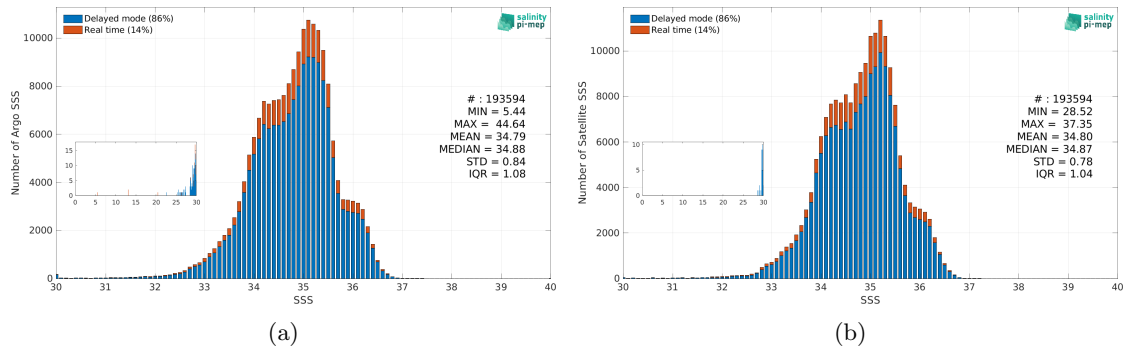 Delayed mode (86%)
Real time (14%)
salinity
pi-mep
# : 193594
MIN = 5.44
MAX = 44.64
MEAN = 34.79
MEDIAN = 34.88
STD = 0.84
IQR = 1.08
Number of Argo SSS
10000
8000
6000
4000
2000
0
15
10
5
0
0 5 10 15 20 25 30
30 31 32 33 34 35 36 37 38 39 40
SSS
(a)
Delayed mode (86%)
Real time (14%)
salinity
pi-mep
# : 193594
MIN = 28.52
MAX = 37.35
MEAN = 34.80
MEDIAN = 34.87
STD = 0.78
IQR = 1.04
Number of Satellite SSS
10000
8000
6000
4000
2000
0
10
5
0
0 5 10 15 20 25 30
30 31 32 33 34 35 36 37 38 39 40
SSS
(b)